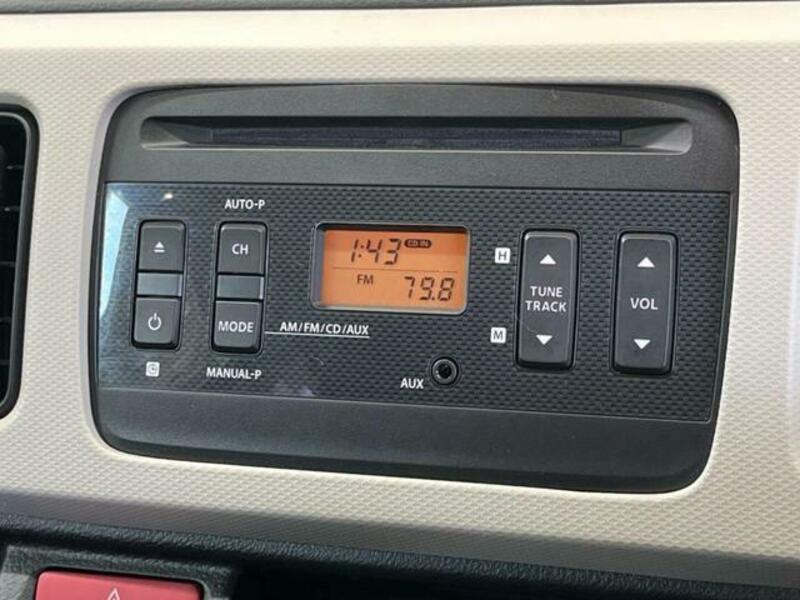 AUTO-P
CH
MODE
AM/FM/CD/AUX
MANUAL-P
1:43 CD IN
FM 79.8
AUX
H
M
TUNE
TRACK
VOL